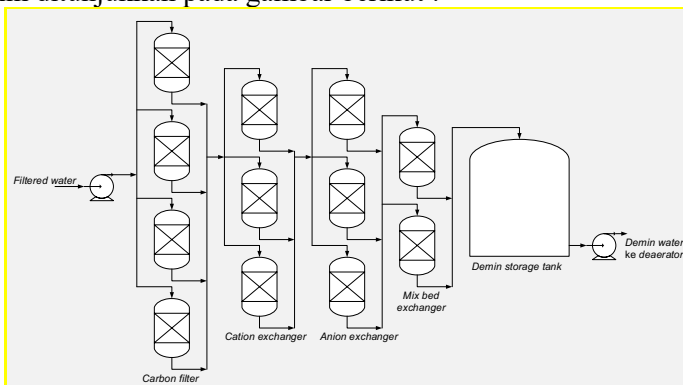 Filtered water
Carbon filter
Cation exchanger
Anion exchanger
Mix bed
exchanger
Demin storage tank
Demin water
ke deaerator